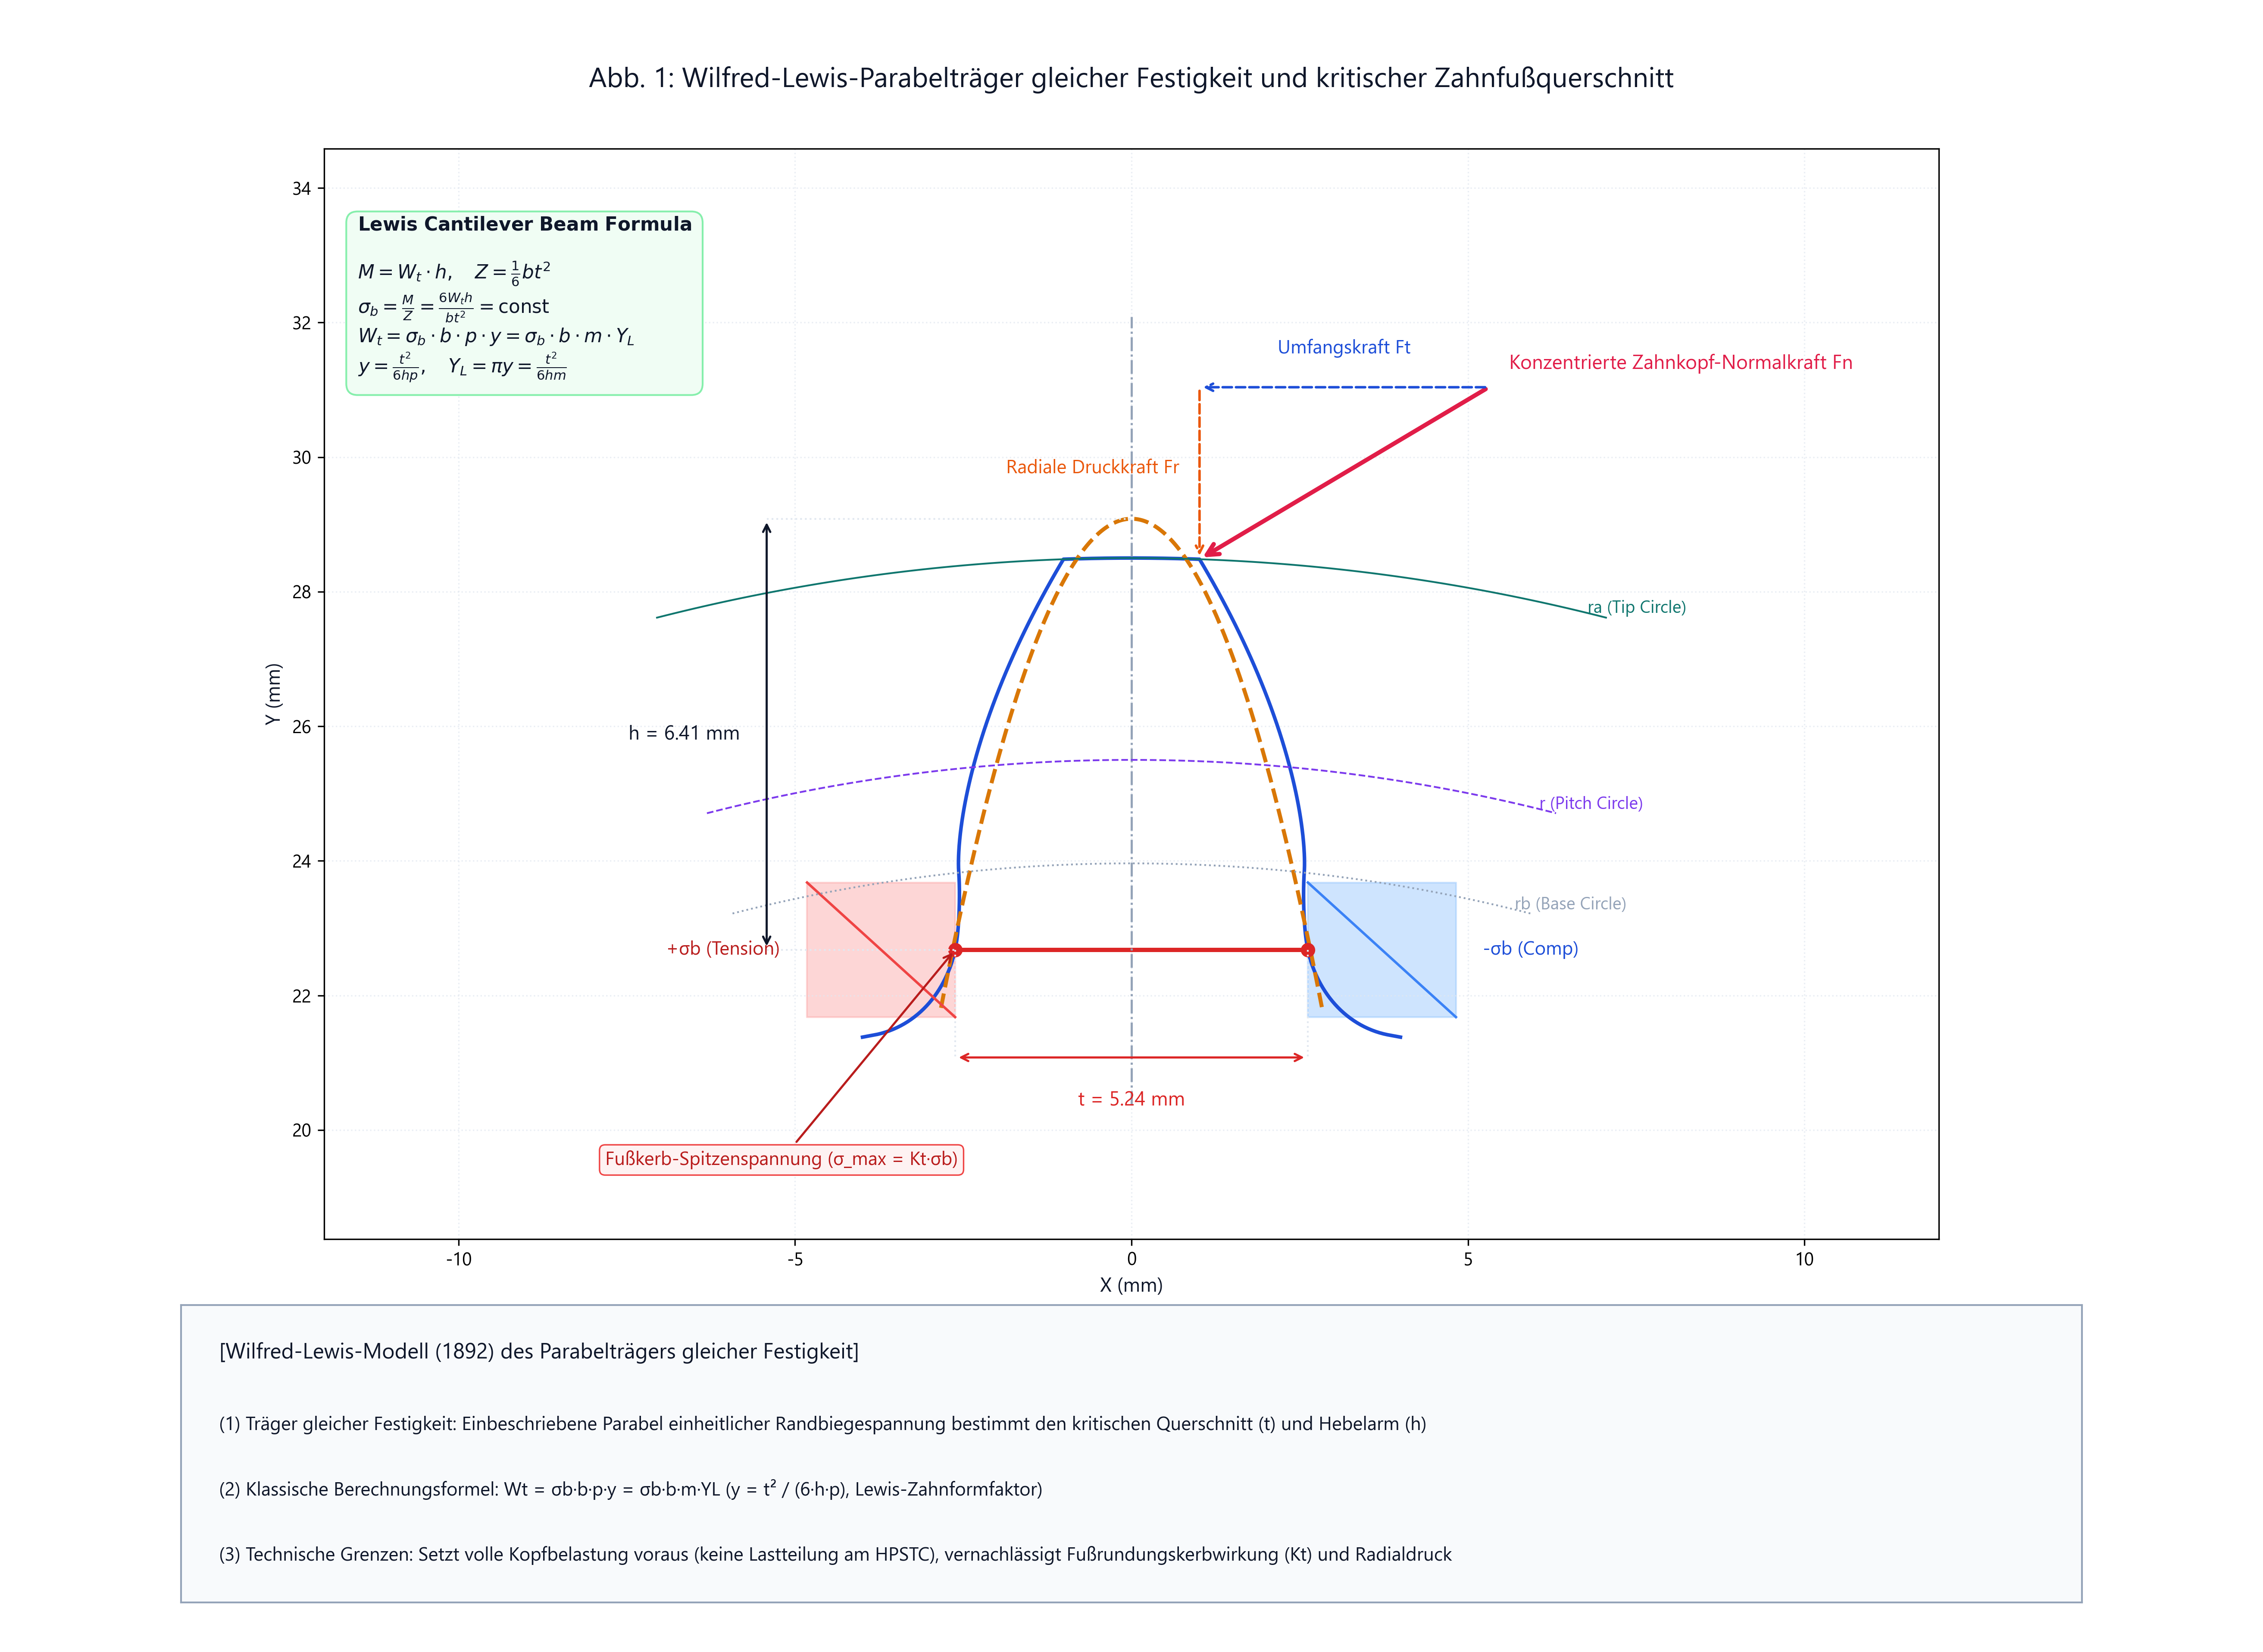 Abb. 1: Wilfred-Lewis-Parabelträger gleicher Festigkeit und kritischer Zahnfußquerschnitt
34
32
30
28
26
24
22
20
Y (mm)
Lewis Cantilever Beam Formula
M = W_t · h, Z = 1/6 bt²
σ_b = M/Z = 6W_t h/bt² = const
W_t = σ_b · b · p · y = σ_b · b · m · Y_L
y = t²/6hp, Y_L = πy = t²/6hm
Umfangskraft Ft
Konzentrierte Zahnkopf-Normalkraft Fn
Radiale Druckkraft Fr
ra (Tip Circle)
h = 6.41 mm
r (Pitch Circle)
rb (Base Circle)
+σb (Tension)
-σb (Comp)
t = 5.24 mm
Fußkerb-Spitzenspannung (σ_max = Kt·σb)
-10
-5
0
5
10
X (mm)
[Wilfred-Lewis-Modell (1892) des Parabelträgers gleicher Festigkeit]
(1) Träger gleicher Festigkeit: Einbeschriebene Parabel einheitlicher Randbiegespannung bestimmt den kritischen Querschnitt (t) und Hebelarm (h)
(2) Klassische Berechnungsformel: Wt = σb·b·p·y = σb·b·m·YL (y = t² / (6·h·p), Lewis-Zahnformfaktor)
(3) Technische Grenzen: Setzt volle Kopfbelastung voraus (keine Lastteilung am HPSTC), vernachlässigt Fußrundungskerbwirkung (Kt) und Radialdruck